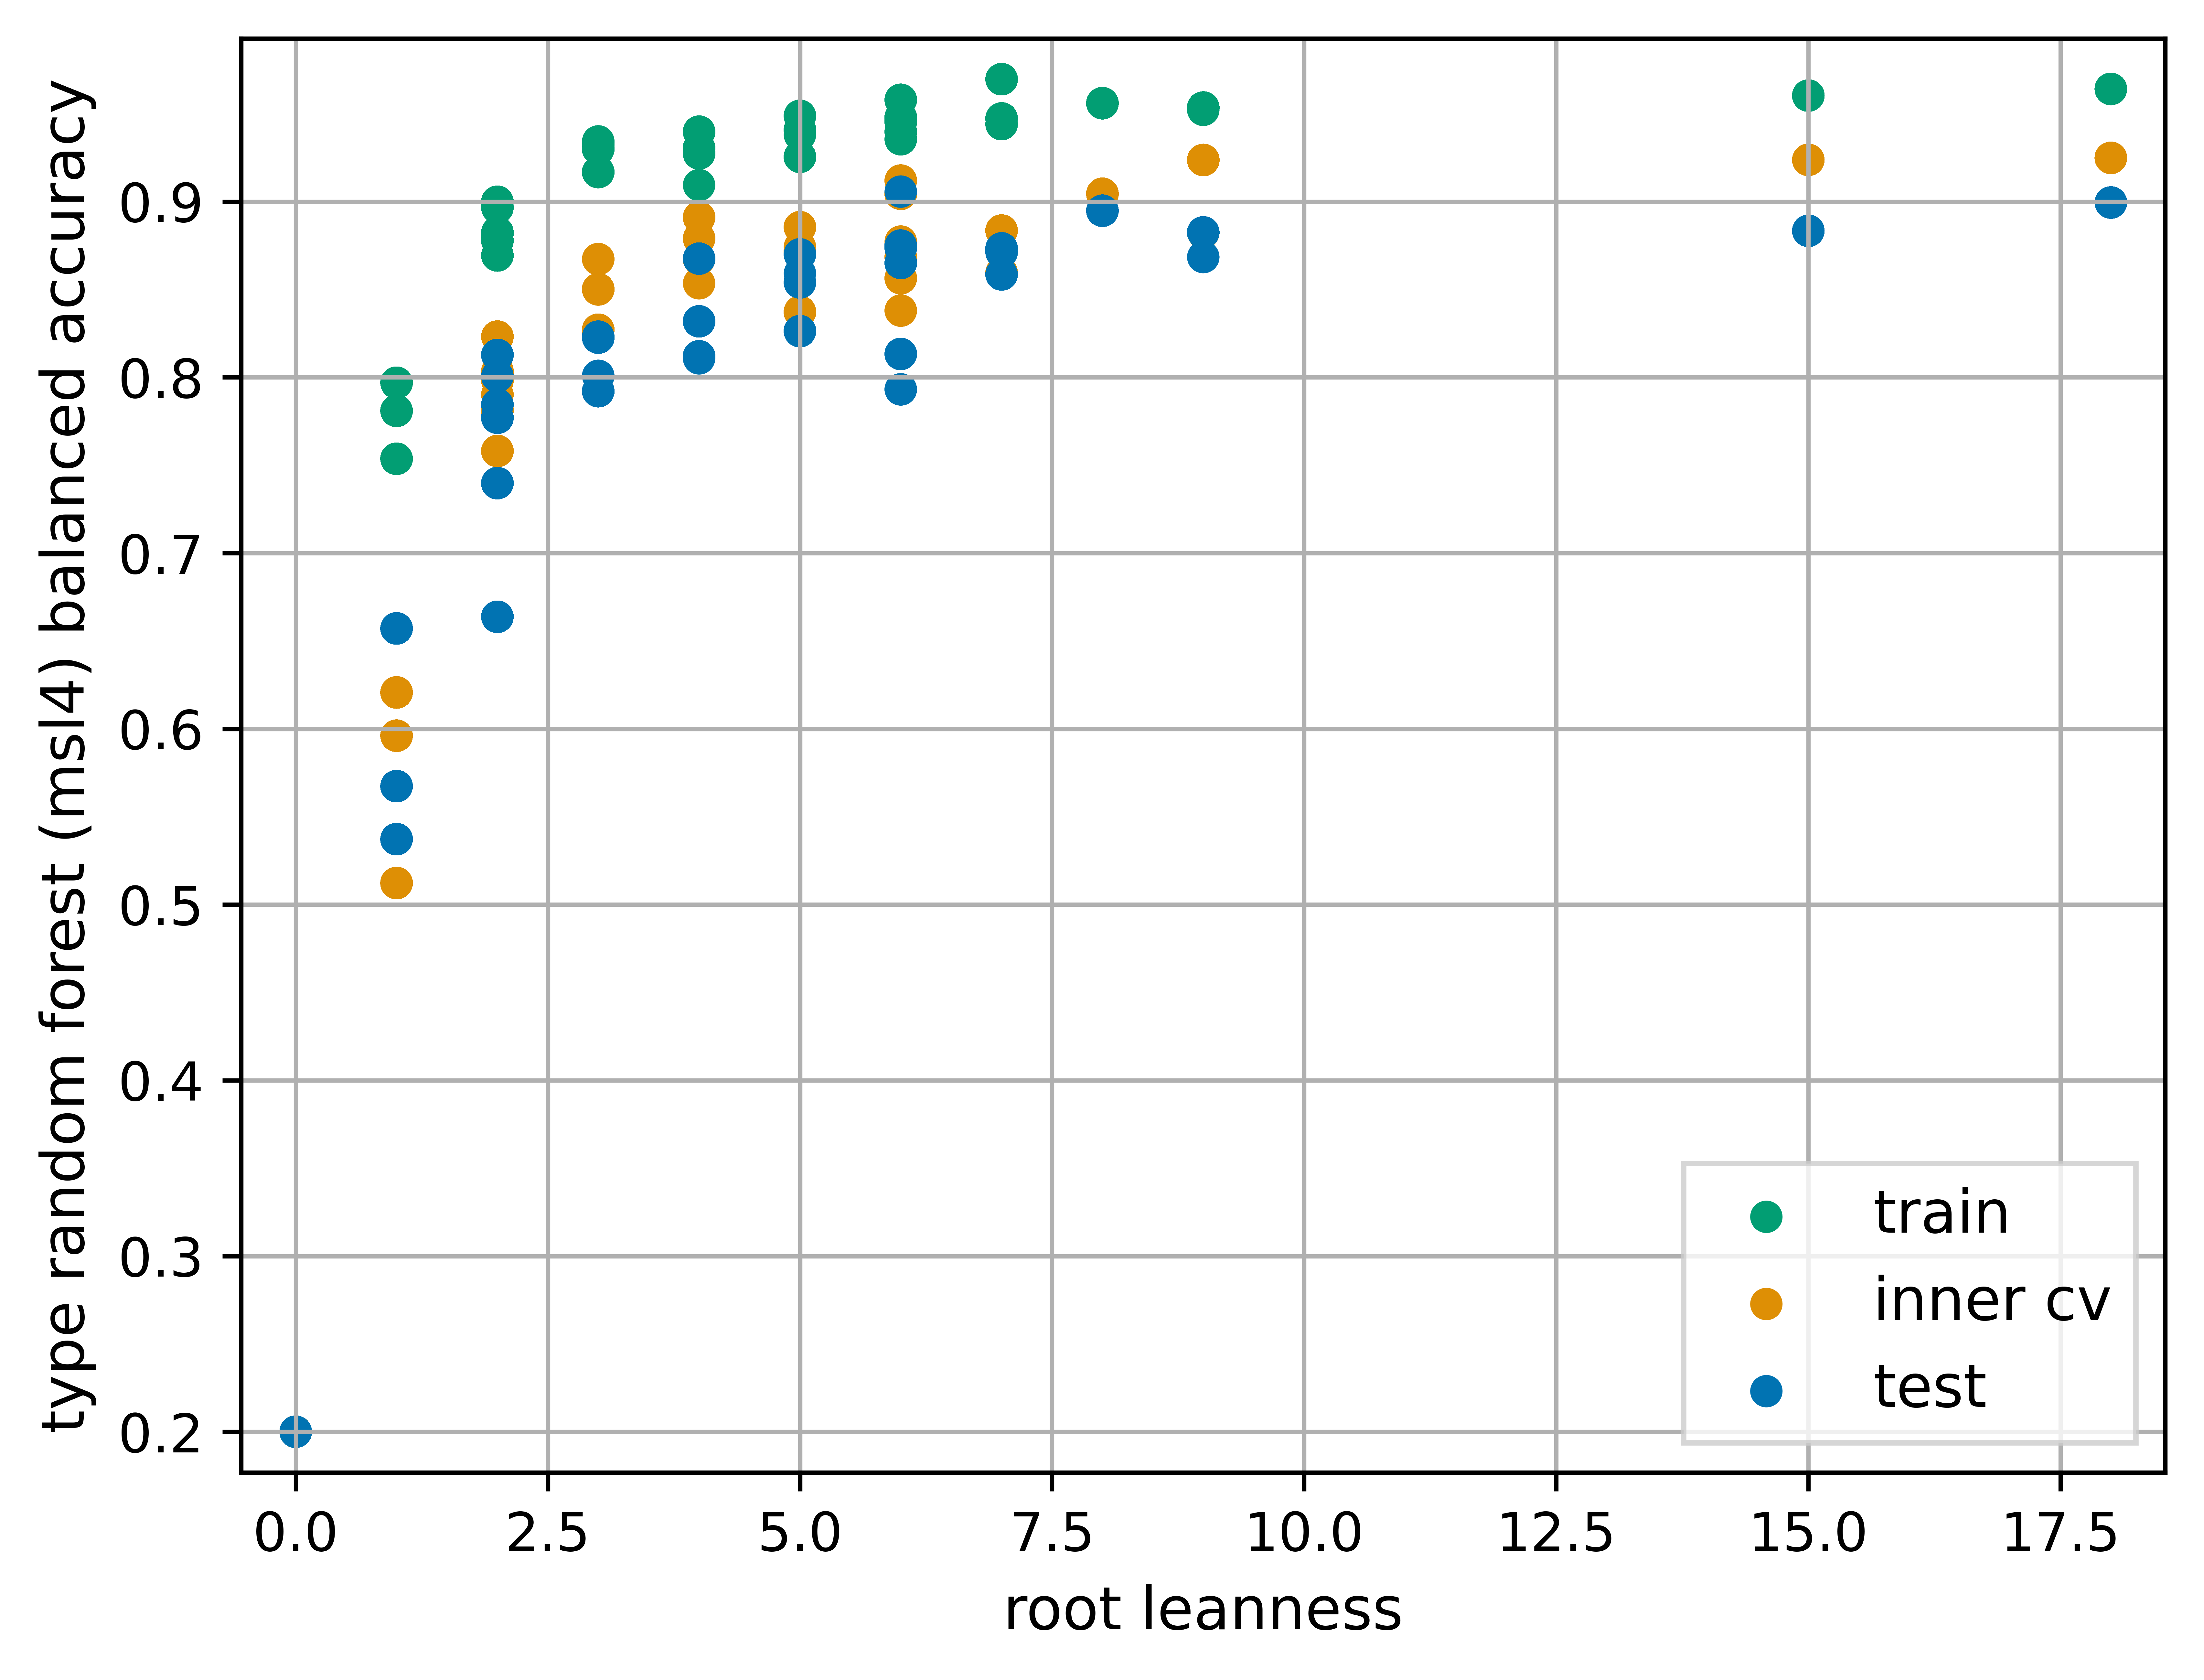 type random forest (msl4) balanced accuracy
0.9
0.8
0.7
0.6
0.5
0.4
0.3
0.2
train
inner cv
test
0.0 2.5 5.0 7.5 10.0 12.5 15.0 17.5
root leanness